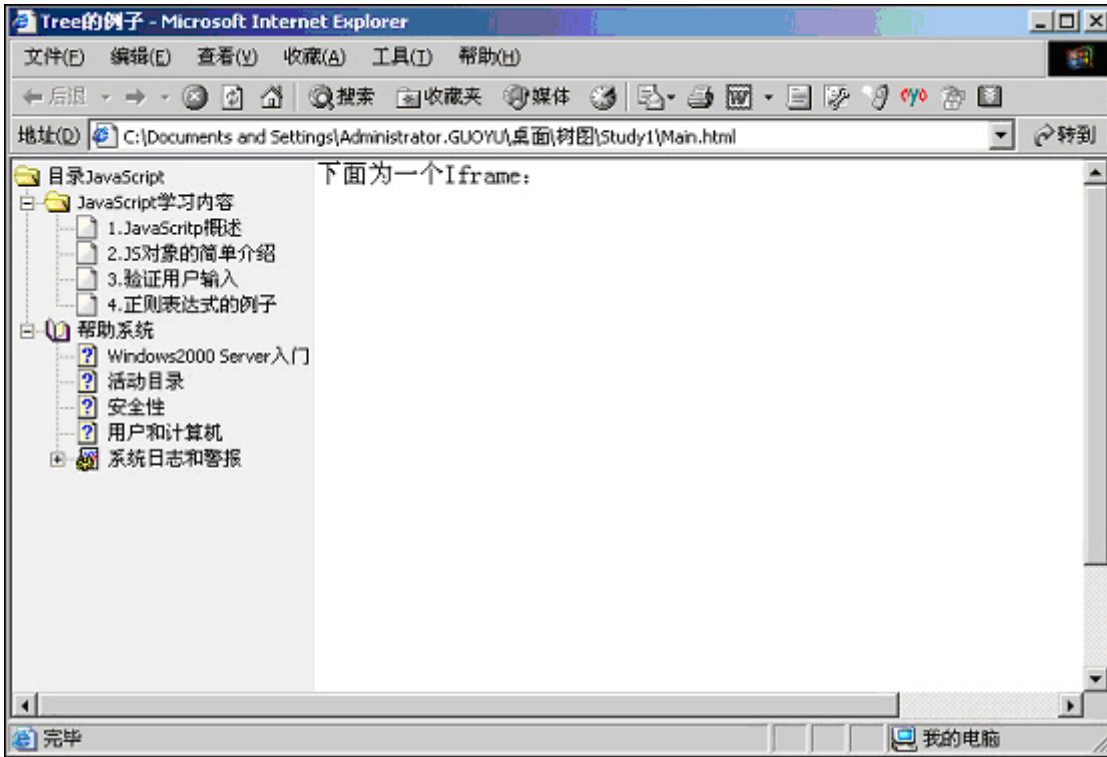 Tree的例子 - Microsoft Internet Explorer
文件(F) 编辑(E) 查看(V) 收藏(A) 工具(T) 帮助(H)
后退 搜索 收藏夹 媒体
地址(D) C:\Documents and Settings\Administrator.GUOYU\桌面\树图\Study1\Main.html 转到
目录JavaScript
JavaScript学习内容
1.JavaScritp概述
2.JS对象的简单介绍
3.验证用户输入
4.正则表达式的例子
帮助系统
Windows2000 Server入门
活动目录
安全性
用户和计算机
系统日志和警报
下面为一个Iframe:
完毕 我的电脑